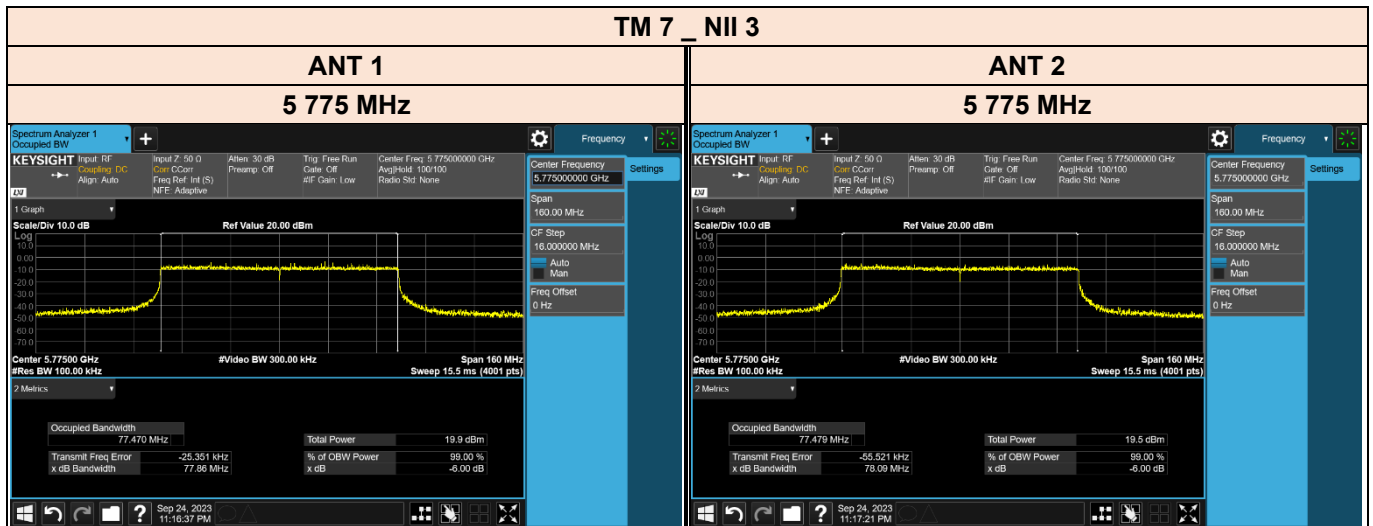 TM 7 _ NII 3
ANT 1
ANT 2
5 775 MHz
5 775 MHz
Spectrum Analyzer 1
Occupied BW
+
Frequency
KEYSIGHT
Input: RF
Coupling: DC
Align: Auto
Input Z: 50 Ω
Corr CCorr
Freq Ref: Int (S)
NFE: Adaptive
Atten: 30 dB
Preamp: Off
Trig: Free Run
Gate: Off
#IF Gain: Low
Center Freq: 5.775000000 GHz
Avg|Hold: 100/100
Radio Std: None
LXI
Center Frequency
5.775000000 GHz
Settings
Span
160.00 MHz
CF Step
16.000000 MHz
Auto
Man
Freq Offset
0 Hz
1 Graph
Scale/Div 10.0 dB
Ref Value 20.00 dBm
Log
10.0
0.00
-10.0
-20.0
-30.0
-40.0
-50.0
-60.0
-70.0
Center 5.77500 GHz
#Video BW 300.00 kHz
Span 160 MHz
#Res BW 100.00 kHz
Sweep 15.5 ms (4001 pts)
2 Metrics
Occupied Bandwidth
77.470 MHz
Total Power 19.9 dBm
Transmit Freq Error -25.351 kHz
% of OBW Power 99.00 %
x dB Bandwidth 77.86 MHz
x dB -6.00 dB
?
Sep 24, 2023
11:16:37 PM
Spectrum Analyzer 1
Occupied BW
+
Frequency
KEYSIGHT
Input: RF
Coupling: DC
Align: Auto
Input Z: 50 Ω
Corr CCorr
Freq Ref: Int (S)
NFE: Adaptive
Atten: 30 dB
Preamp: Off
Trig: Free Run
Gate: Off
#IF Gain: Low
Center Freq: 5.775000000 GHz
Avg|Hold: 100/100
Radio Std: None
LXI
Center Frequency
5.775000000 GHz
Settings
Span
160.00 MHz
CF Step
16.000000 MHz
Auto
Man
Freq Offset
0 Hz
1 Graph
Scale/Div 10.0 dB
Ref Value 20.00 dBm
Log
10.0
0.00
-10.0
-20.0
-30.0
-40.0
-50.0
-60.0
-70.0
Center 5.77500 GHz
#Video BW 300.00 kHz
Span 160 MHz
#Res BW 100.00 kHz
Sweep 15.5 ms (4001 pts)
2 Metrics
Occupied Bandwidth
77.479 MHz
Total Power 19.5 dBm
Transmit Freq Error -55.521 kHz
% of OBW Power 99.00 %
x dB Bandwidth 78.09 MHz
x dB -6.00 dB
?
Sep 24, 2023
11:17:21 PM